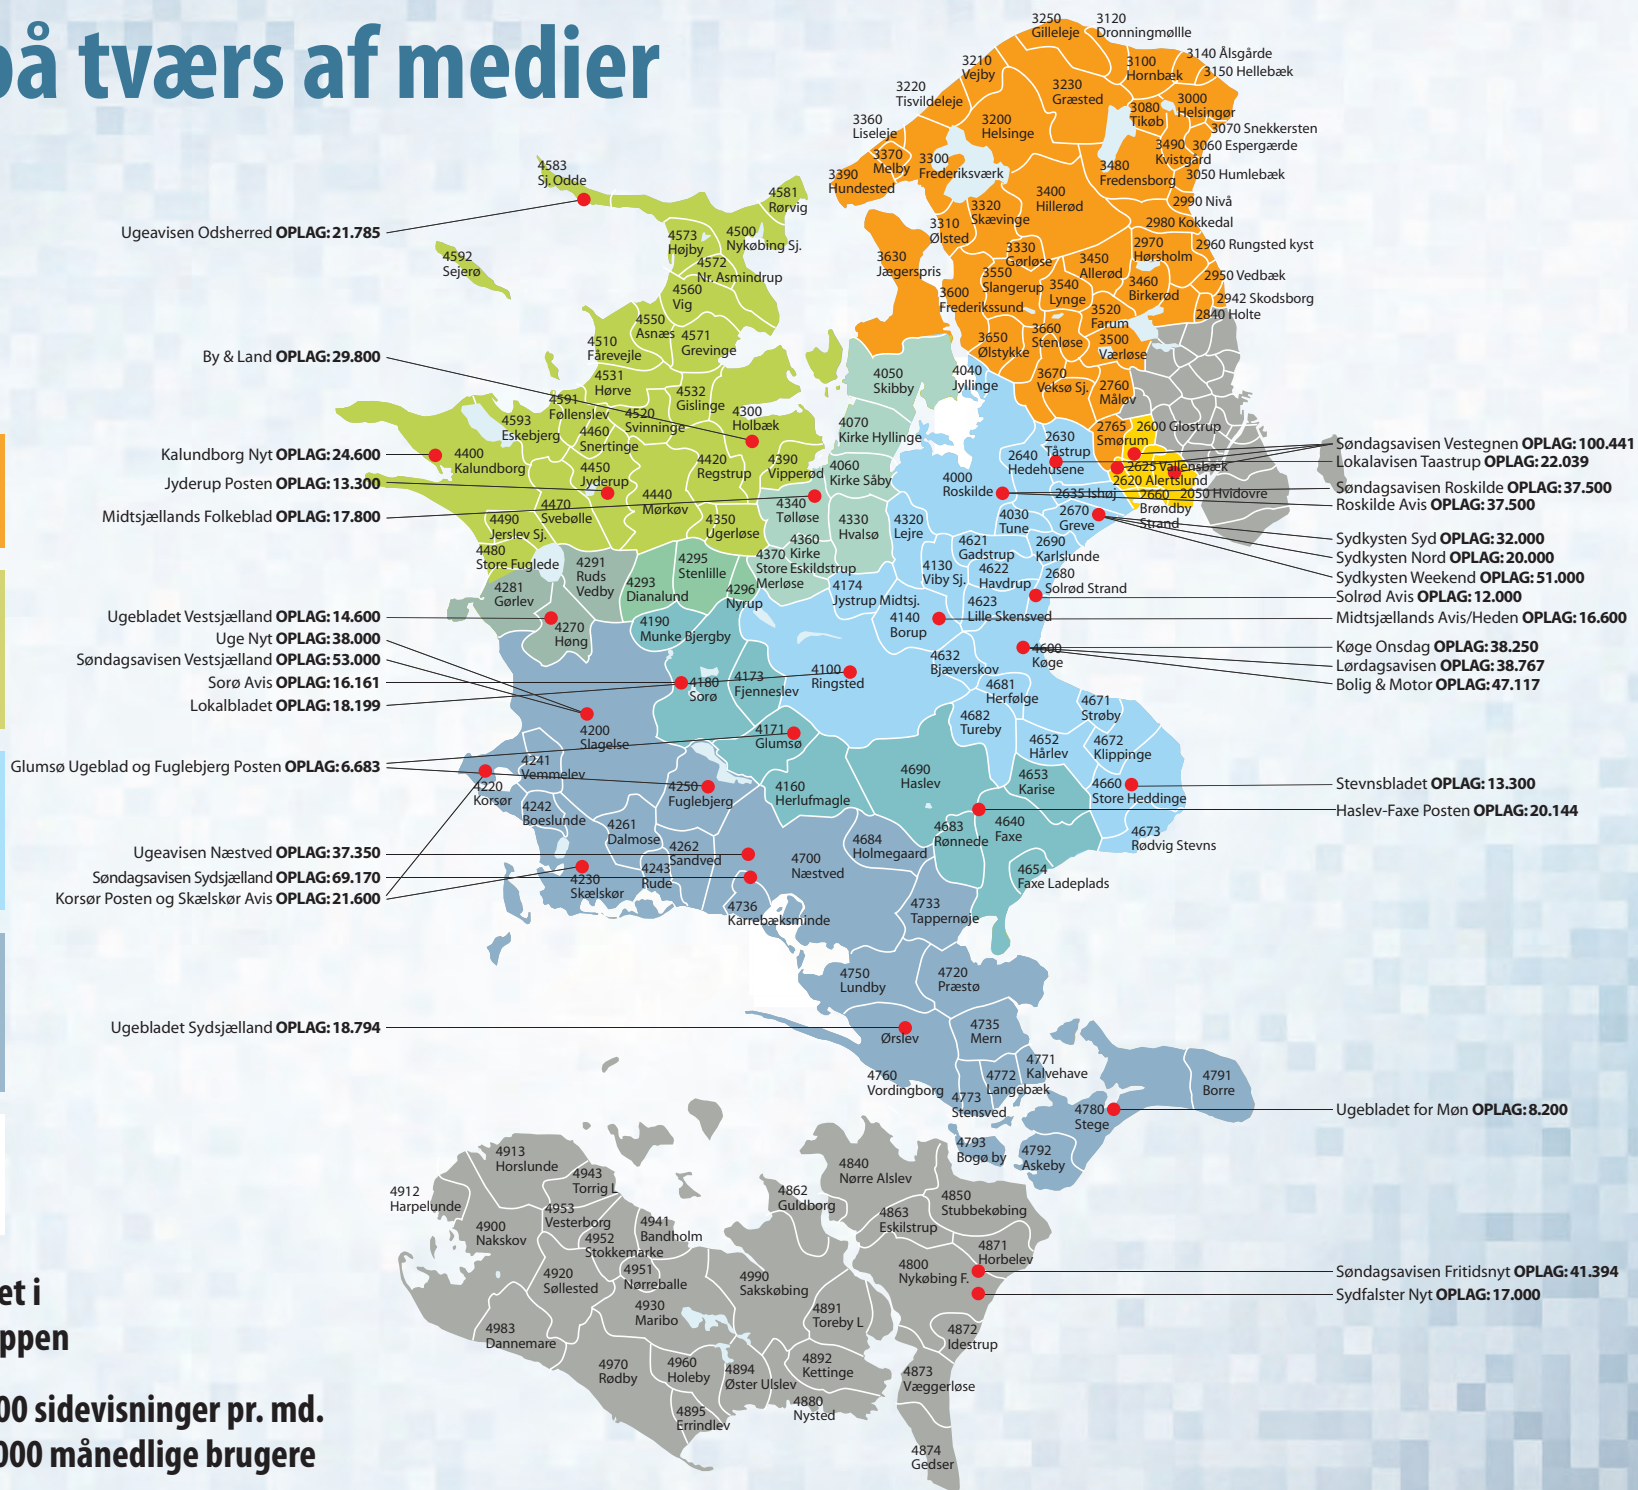 på tværs af medier
3250
Gilleleje
3120
Dronningmøllle
3140 Ålsgårde
3150 Hellebæk
3210
Vejby
3100
Hornbæk
3220
Tisvildeleje
3230
Græsted
3080
Tikøb
3000
Helsingør
3360
Liseleje
3200
Helsinge
3070 Snekkersten
3490
Kvistgård
3060 Espergærde
3370
Melby
3300
Frederiksværk
3480
Fredensborg
3050 Humlebæk
3390
Hundested
3400
Hillerød
2990 Nivå
3320
Skævinge
2980 Kokkedal
3310
Ølsted
2970
Hørsholm
2960 Rungsted kyst
3330
Gørløse
3630
Jægerspris
3450
Allerød
2950 Vedbæk
3550
Slangerup
3540
Lynge
3460
Birkerød
2942 Skodsborg
3600
Frederikssund
3520
Farum
2840 Holte
3650
Ølstykke
3660
Stenløse
3500
Værløse
3670
Veksø Sj.
2760
Måløv
2765
Smørum
4583
Sj. Odde
4581
Rørvig
Ugeavisen Odsherred OPLAG: 21.785
4573
Højby
4500
Nykøbing Sj.
4592
Sejerø
4572
Nr. Asmindrup
4560
Vig
4550
Asnæs
4571
Grevinge
4510
Fårevejle
By & Land OPLAG: 29.800
4531
Hørve
4532
Gislinge
4591
Føllenslev
4520
Svinninge
4300
Holbæk
4593
Eskebjerg
4460
Snertinge
Kalundborg Nyt OPLAG: 24.600
4400
Kalundborg
4420
Regstrup
4390
Vipperød
Jyderup Posten OPLAG: 13.300
4450
Jyderup
4440
Mørkøv
Midtsjællands Folkeblad OPLAG: 17.800
4470
Svebølle
4350
Ugerløse
4490
Jerslev Sj.
4480
Store Fuglede
4050
Skibby
4040
Jyllinge
4070
Kirke Hyllinge
4060
Kirke Såby
4340
Tølløse
4330
Hvalsø
4320
Lejre
4360
Kirke
Eskildstrup
4370
Store
Merløse
2630
Tåstrup
2600 Glostrup
2640
Hedehusene
2625 Vallensbæk
2620 Alertslund
4000
Roskilde
2635 Ishøj
2660
Brøndby
Strand
2050 Hvidovre
4030
Tune
2670
Greve
4621
Gadstrup
2690
Karlslunde
4130
Viby Sj.
4622
Havdrup
2680
Solrød Strand
4174
Jystrup Midtsj.
4623
Lille Skensved
4140
Borup
4600
Køge
4632
Bjæverskov
4681
Herfølge
4671
Strøby
4682
Tureby
4652
Hårlev
4672
Klippinge
4660
Store Heddinge
4673
Rødvig Stevns
Søndagsavisen Vestegnen OPLAG: 100.441
Lokalavisen Taastrup OPLAG: 22.039
Søndagsavisen Roskilde OPLAG: 37.500
Roskilde Avis OPLAG: 37.500
Sydkysten Syd OPLAG: 32.000
Sydkysten Nord OPLAG: 20.000
Sydkysten Weekend OPLAG: 51.000
Solrød Avis OPLAG: 12.000
Midtsjællands Avis/Heden OPLAG: 16.600
Køge Onsdag OPLAG: 38.250
Lørdagsavisen OPLAG: 38.767
Bolig & Motor OPLAG: 47.117
Stevnsbladet OPLAG: 13.300
Haslev-Faxe Posten OPLAG: 20.144
4291
Ruds
Vedby
4295
Stenlille
4281
Gørlev
4293
Dianalund
4296
Nyrup
Ugebladet Vestsjælland OPLAG: 14.600
4270
Høng
4190
Munke Bjergby
Uge Nyt OPLAG: 38.000
Søndagsavisen Vestsjælland OPLAG: 53.000
Sorø Avis OPLAG: 16.161
4180
Sorø
4173
Fjenneslev
4100
Ringsted
Lokalbladet OPLAG: 18.199
4200
Slagelse
4171
Glumsø
Glumsø Ugeblad og Fuglebjerg Posten OPLAG: 6.683
4241
Vemmelev
4220
Korsør
4250
Fuglebjerg
4160
Herlufmagle
4690
Haslev
4653
Karise
4242
Boeslunde
4261
Dalmose
4683
Rønnede
4640
Faxe
Ugeavisen Næstved OPLAG: 37.350
4262
Sandved
4700
Næstved
4684
Holmegaard
4654
Faxe Ladeplads
Søndagsavisen Sydsjælland OPLAG: 69.170
4230
Skælskør
4243
Rude
Korsør Posten og Skælskør Avis OPLAG: 21.600
4736
Karrebæksminde
4733
Tappernøje
4750
Lundby
4720
Præstø
Ugebladet Sydsjælland OPLAG: 18.794
Ørslev
4735
Mern
4760
Vordingborg
4771
Kalvehave
4772
Langebæk
4773
Stensved
4791
Borre
4780
Stege
Ugebladet for Møn OPLAG: 8.200
4793
Bogø by
4792
Askeby
4913
Horslunde
4943
Torrig L
4840
Nørre Alslev
4912
Harpelunde
4862
Guldborg
4850
Stubbekøbing
4953
Vesterborg
4863
Eskilstrup
4900
Nakskov
4941
Bandholm
4952
Stokkemarke
4871
Horbelev
4951
Nørreballe
4800
Nykøbing F.
Søndagsavisen Fritidsnyt OPLAG: 41.394
4920
Søllested
4990
Sakskøbing
Sydfalster Nyt OPLAG: 17.000
4930
Maribo
4891
Toreby L
4983
Dannemare
4872
Idestrup
4970
Rødby
4960
Holeby
4894
Øster Ulslev
4892
Kettinge
4873
Væggerløse
4895
Errindlev
4880
Nysted
4874
Gedser
et i
ppen
00 sidevisninger pr. md.
000 månedlige brugere